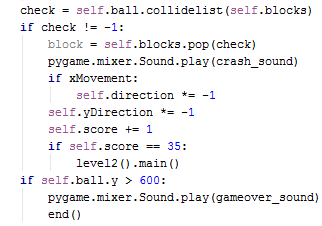 check = self.ball.collidelist(self.blocks)
if check != -1:
    block = self.blocks.pop(check)
    pygame.mixer.Sound.play(crash_sound)
    if xMovement:
        self.direction *= -1
    self.yDirection *= -1
    self.score += 1
    if self.score == 35:
        level2().main()
if self.ball.y > 600:
    pygame.mixer.Sound.play(gameover_sound)
    end()